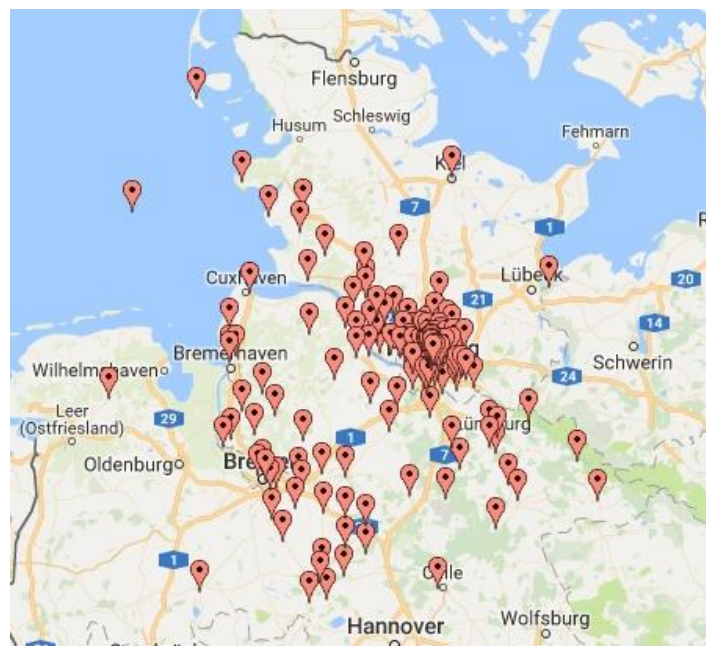 Flensburg
Schleswig
Husum
Fehmarn
Kiel
7
1
Lübeck
20
Cuxhaven
21
14
Schwerin
Bremerhaven
Wilhelmshaven
24
Leer
(Ostfriesland)
29
Lüneburg
1
7
Oldenburg
Bremen
1
Celle
Wolfsburg
Hannover